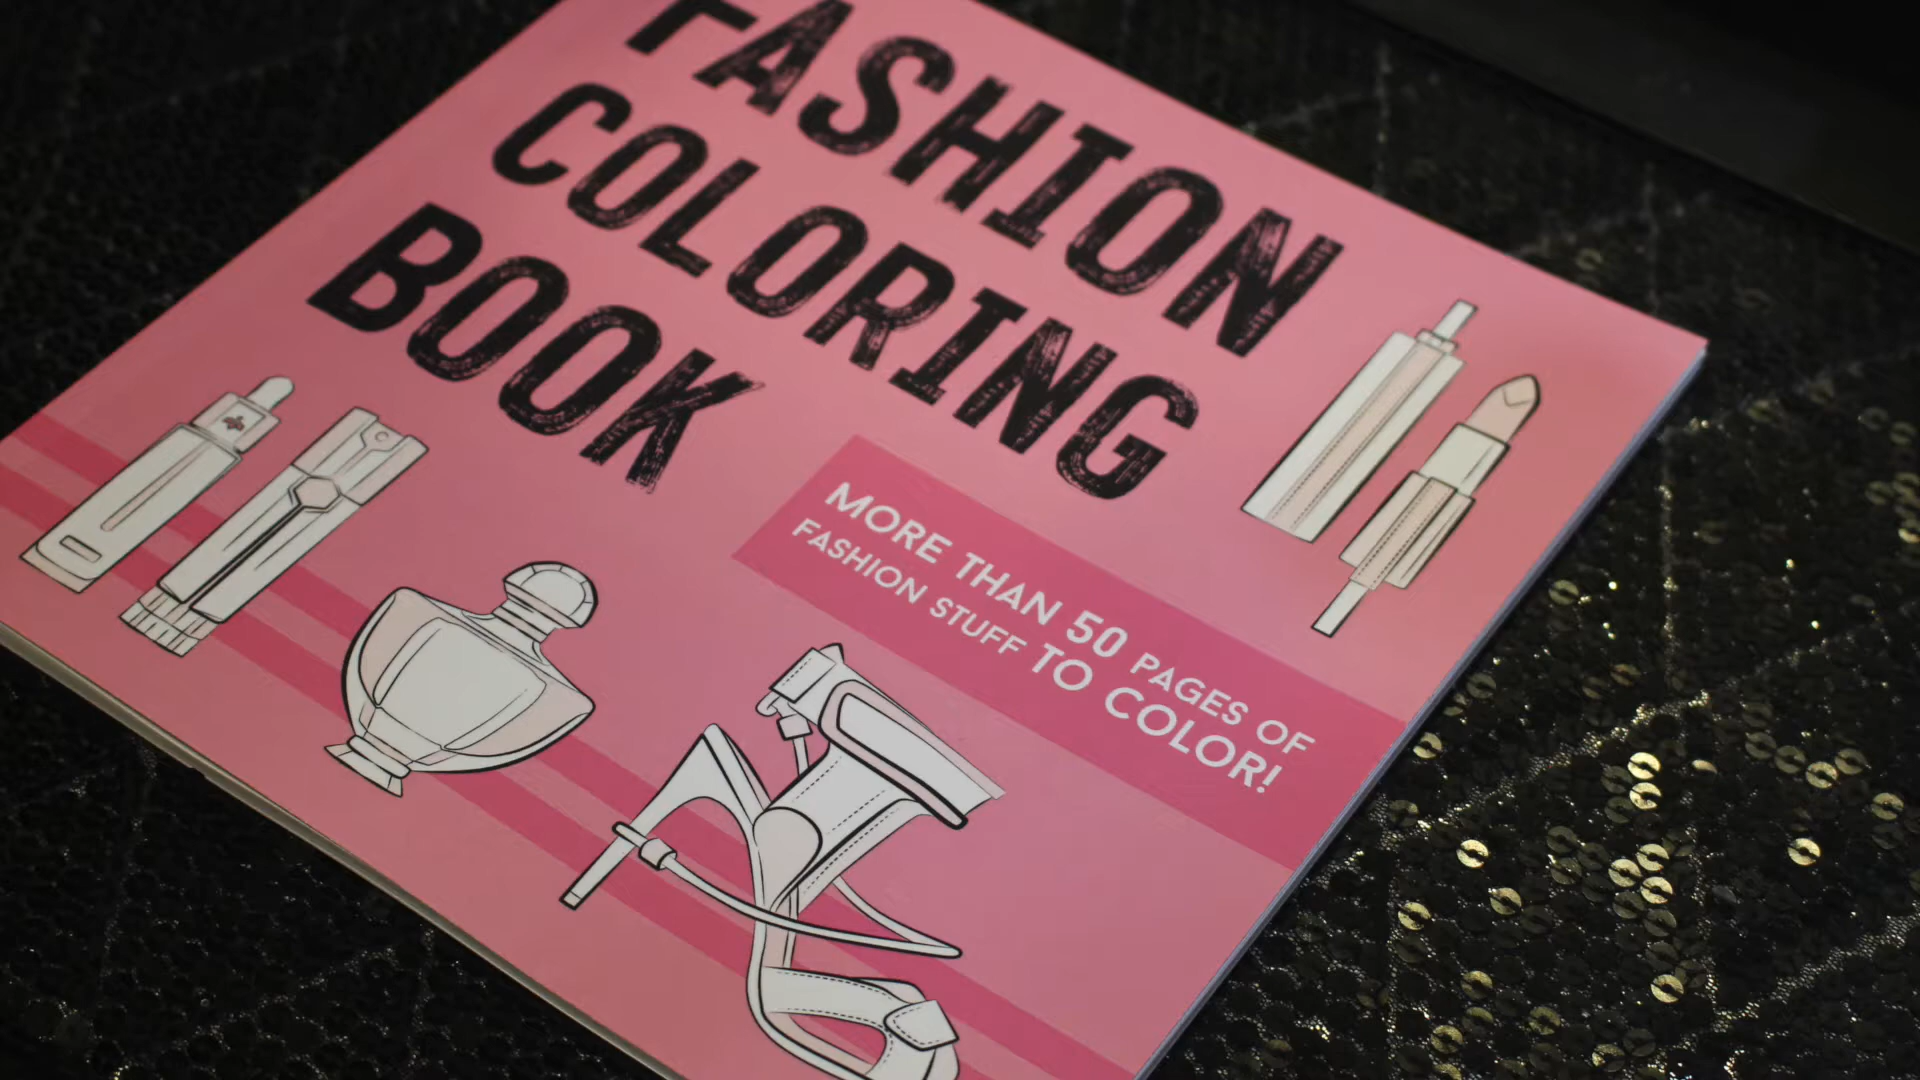 FASHION
COLORING
BOOK
MORE THAN 50 PAGES OF
FASHION STUFF TO COLOR!